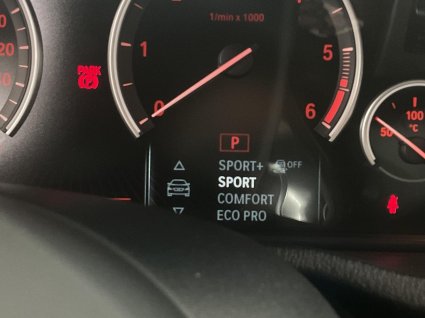 1/min x 1000
0
1
5
6
PARK
50
100
°C
P
SPORT+ OFF
SPORT
COMFORT
ECO PRO